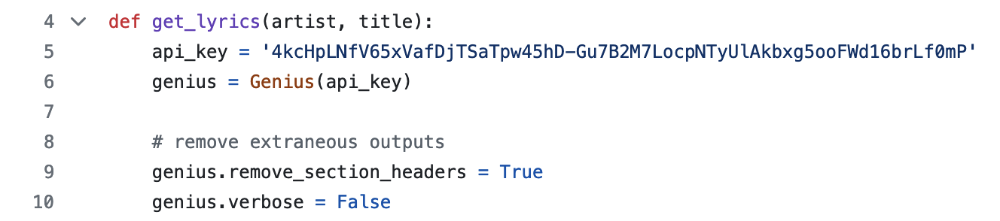 4 def get_lyrics(artist, title):
5 api_key = '4kcHpLNfV65xVafDjTSaTpw45hD-Gu7B2M7LocpNTyUlAkbxg5ooFWd16brLf0mP'
6 genius = Genius(api_key)
7
8 # remove extraneous outputs
9 genius.remove_section_headers = True
10 genius.verbose = False